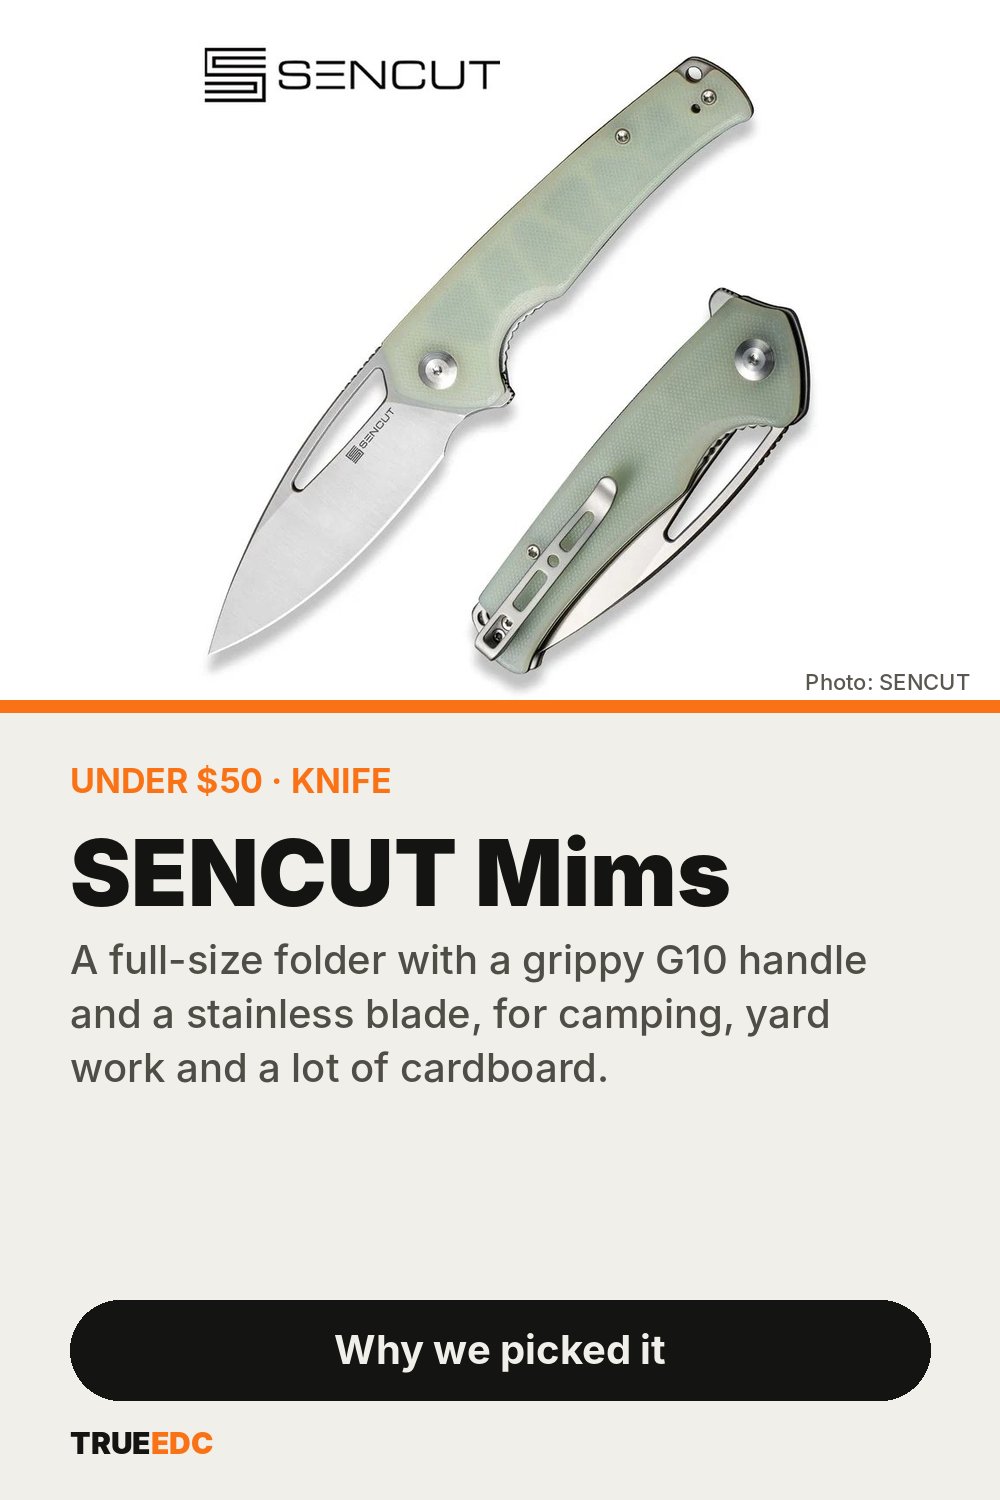 SENCUT
SENCUT
Photo: SENCUT
UNDER $50 · KNIFE
SENCUT Mims
A full-size folder with a grippy G10 handle
and a stainless blade, for camping, yard
work and a lot of cardboard.
Why we picked it
TRUEEDC